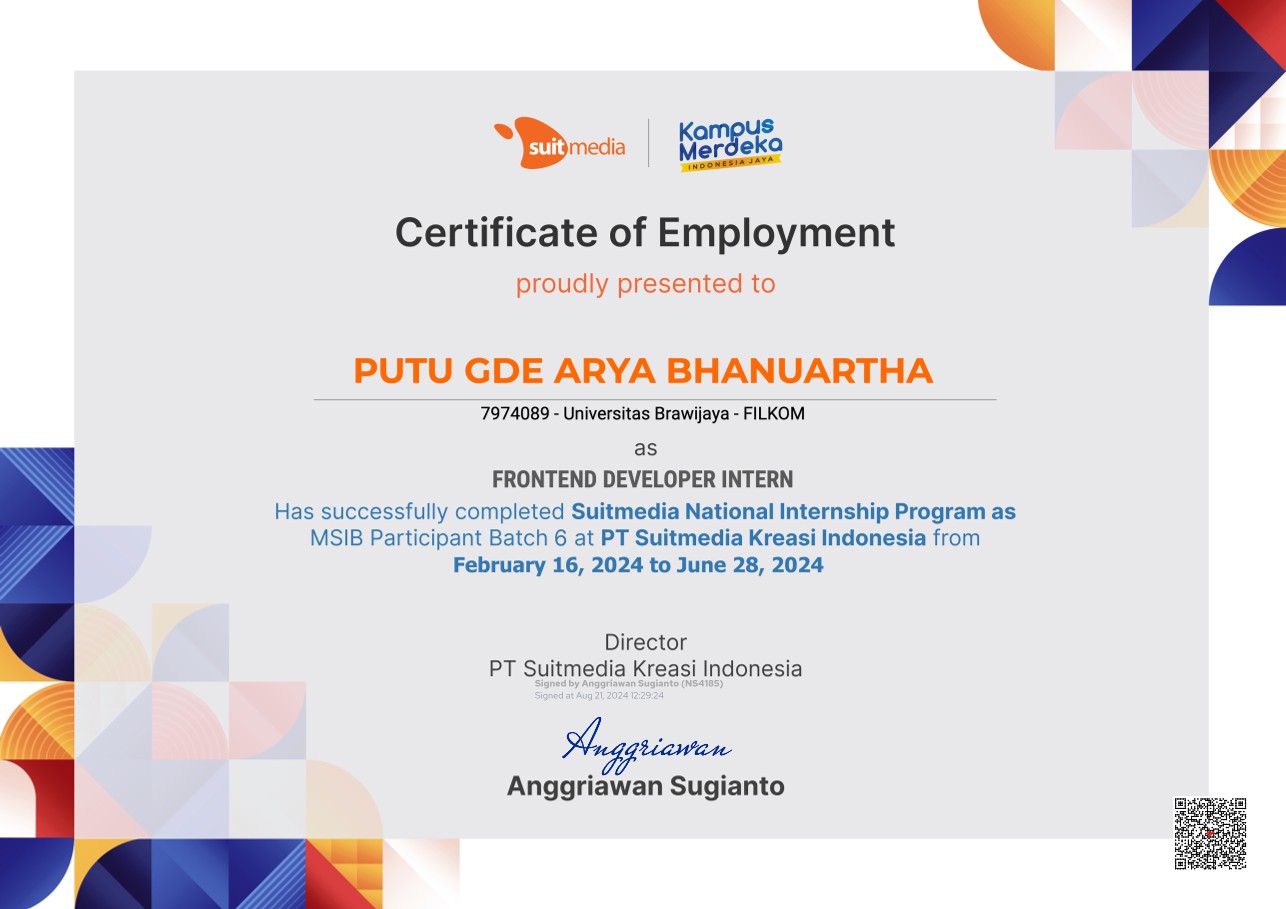 suitmedia
Kampus
Merdeka
INDONESIA JAYA
Certificate of Employment
proudly presented to
PUTU GDE ARYA BHANUARTHA
7974089 - Universitas Brawijaya - FILKOM
as
FRONTEND DEVELOPER INTERN
Has successfully completed Suitmedia National Internship Program as
MSIB Participant Batch 6 at PT Suitmedia Kreasi Indonesia from
February 16, 2024 to June 28, 2024
Director
PT Suitmedia Kreasi Indonesia
Signed by Anggriawan Sugianto (NS4185)
Signed at Aug 21, 2024 12:29:24
Anggriawan
Anggriawan Sugianto